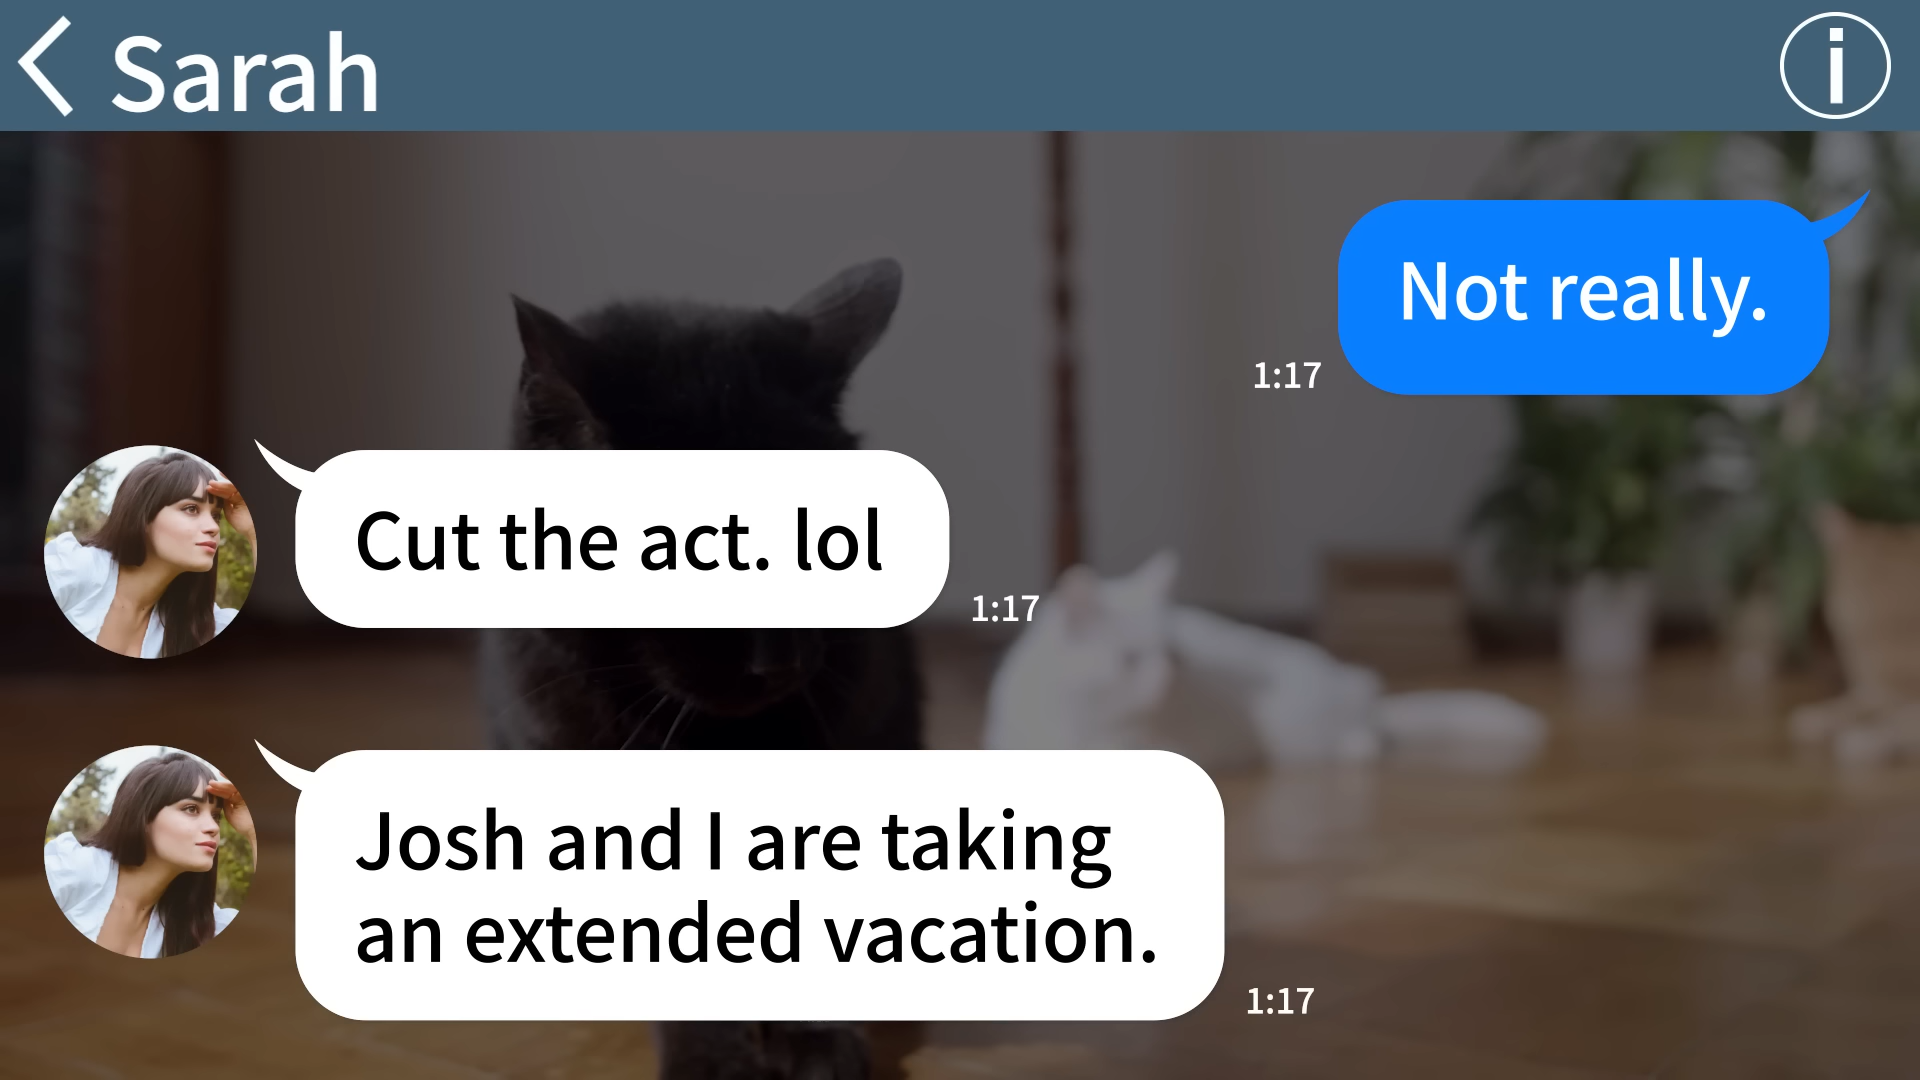 Sarah
Not really.
1:17
Cut the act. lol
1:17
Josh and I are taking
an extended vacation.
1:17